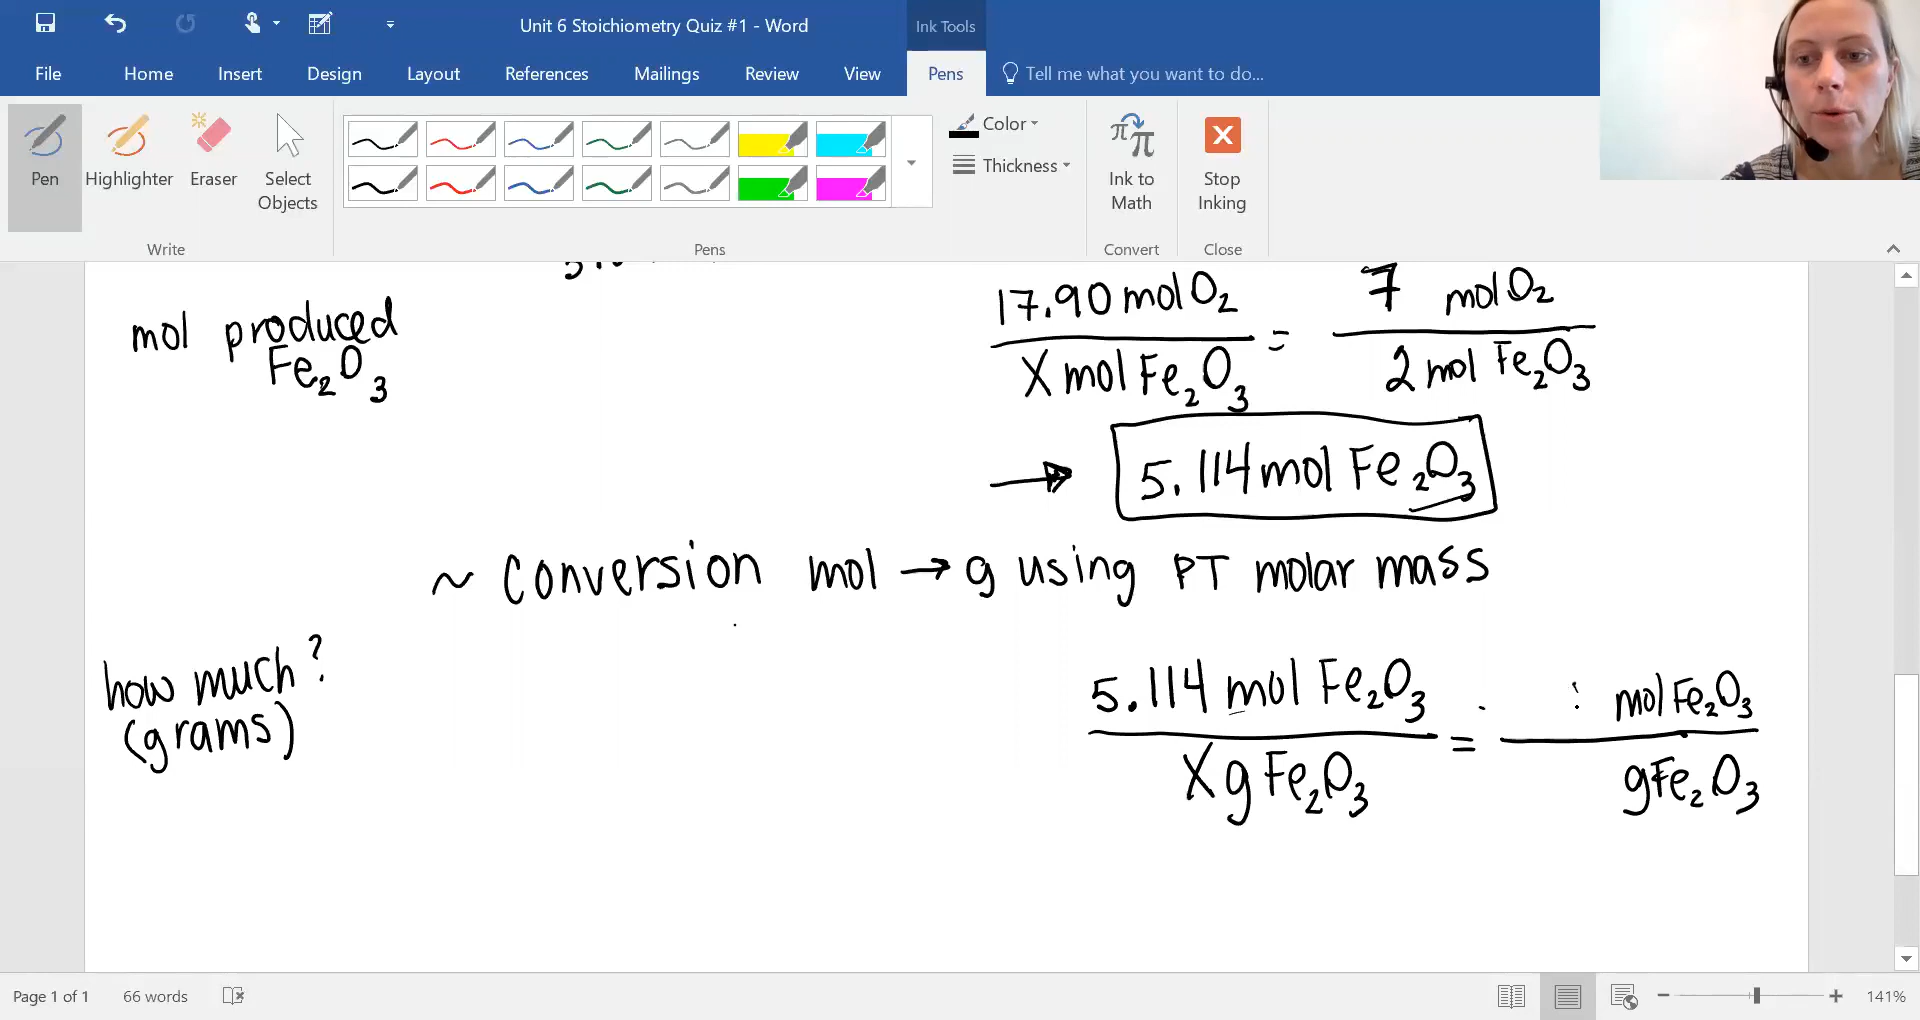 Unit 6 Stoichiometry Quiz #1 - Word
Ink Tools
File Home Insert Design Layout References Mailings Review View Pens Tell me what you want to do...
Pen Highlighter Eraser Select Objects
Color
Thickness
Ink to Math
Stop Inking
Write Pens Convert Close
mol produced
Fe₂O₃
17.90 mol O₂ = 7 mol O₂
X mol Fe₂O₃ 2 mol Fe₂O₃
→ 5.114 mol Fe₂O₃
~ conversion mol → g using PT molar mass
how much?
(grams)
5.114 mol Fe₂O₃ = mol Fe₂O₃
X g Fe₂O₃ g Fe₂O₃
Page 1 of 1 66 words 141%